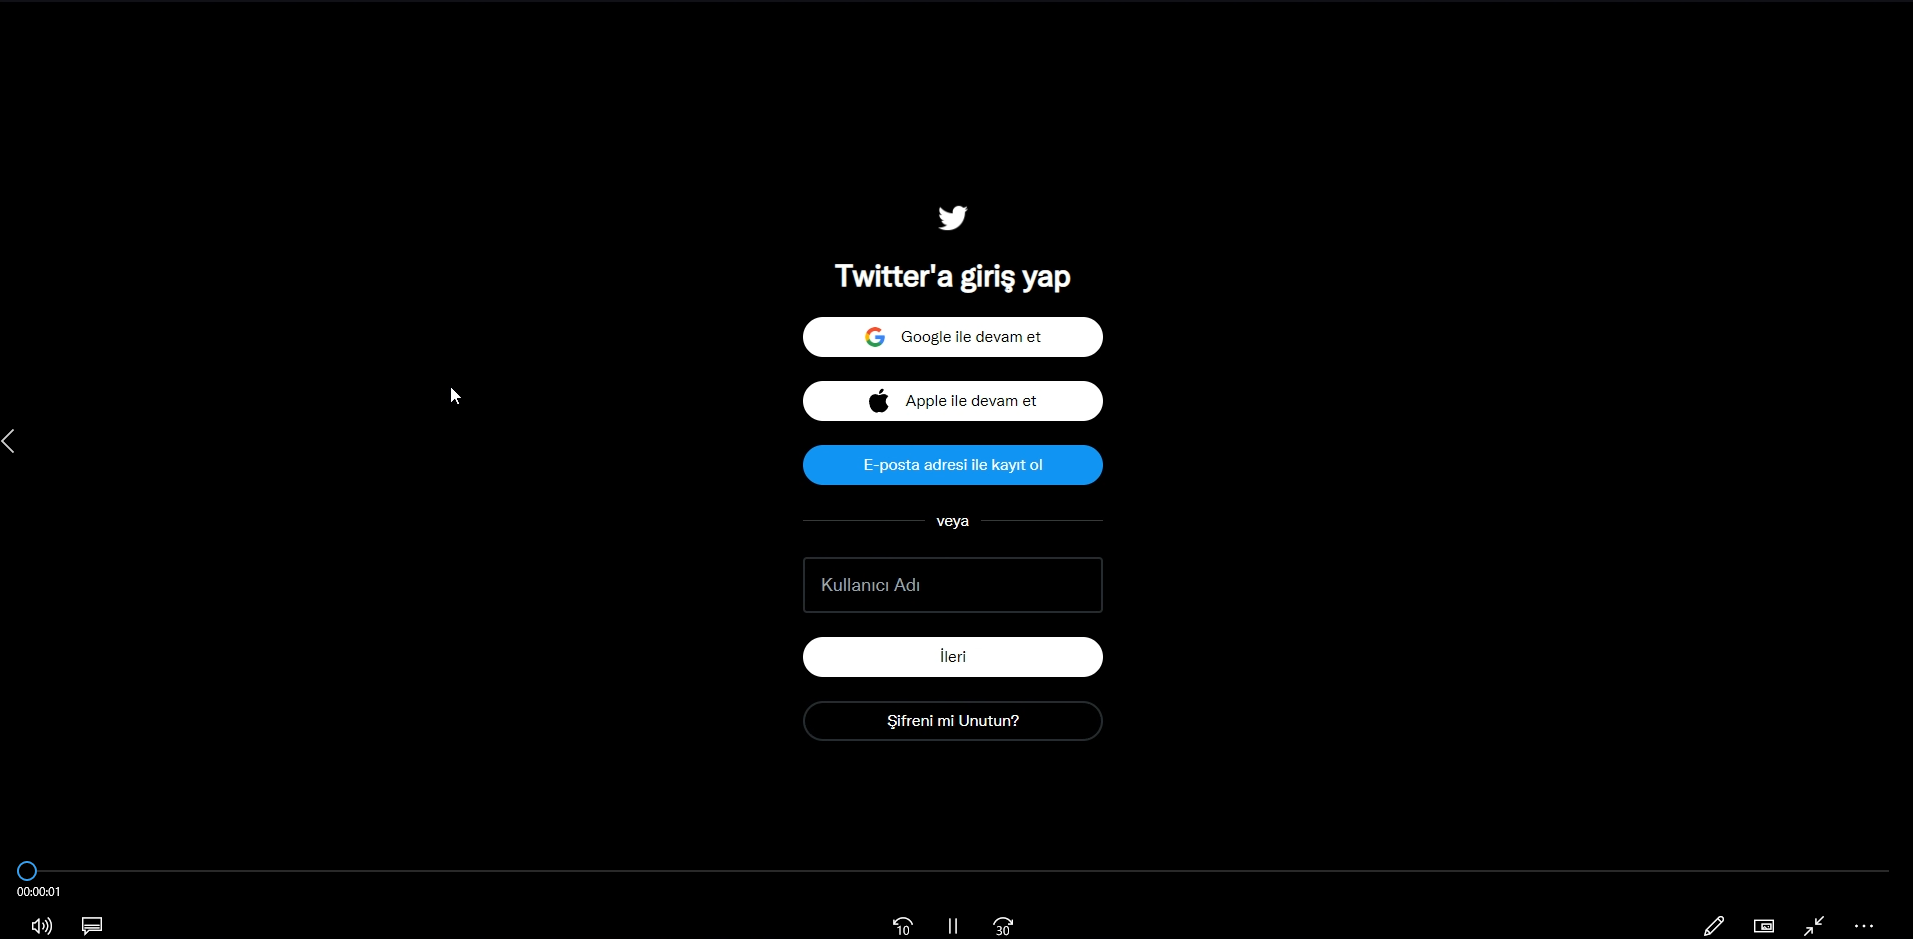 Twitter'a giriş yap
Google ile devam et
Apple ile devam et
E-posta adresi ile kayıt ol
veya
Kullanıcı Adı
İleri
Şifreni mi Unutun?
00:00:01
10
30